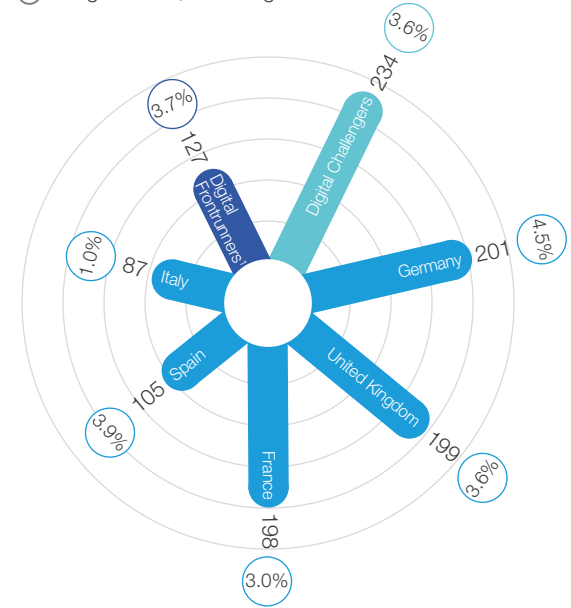 3.6%
234
Digital Challengers
4.5%
201
Germany
United Kingdom
199
3.6%
France
198
3.0%
Spain
105
3.9%
Italy
87
1.0%
Digital
Frontrunners¹
127
3.7%